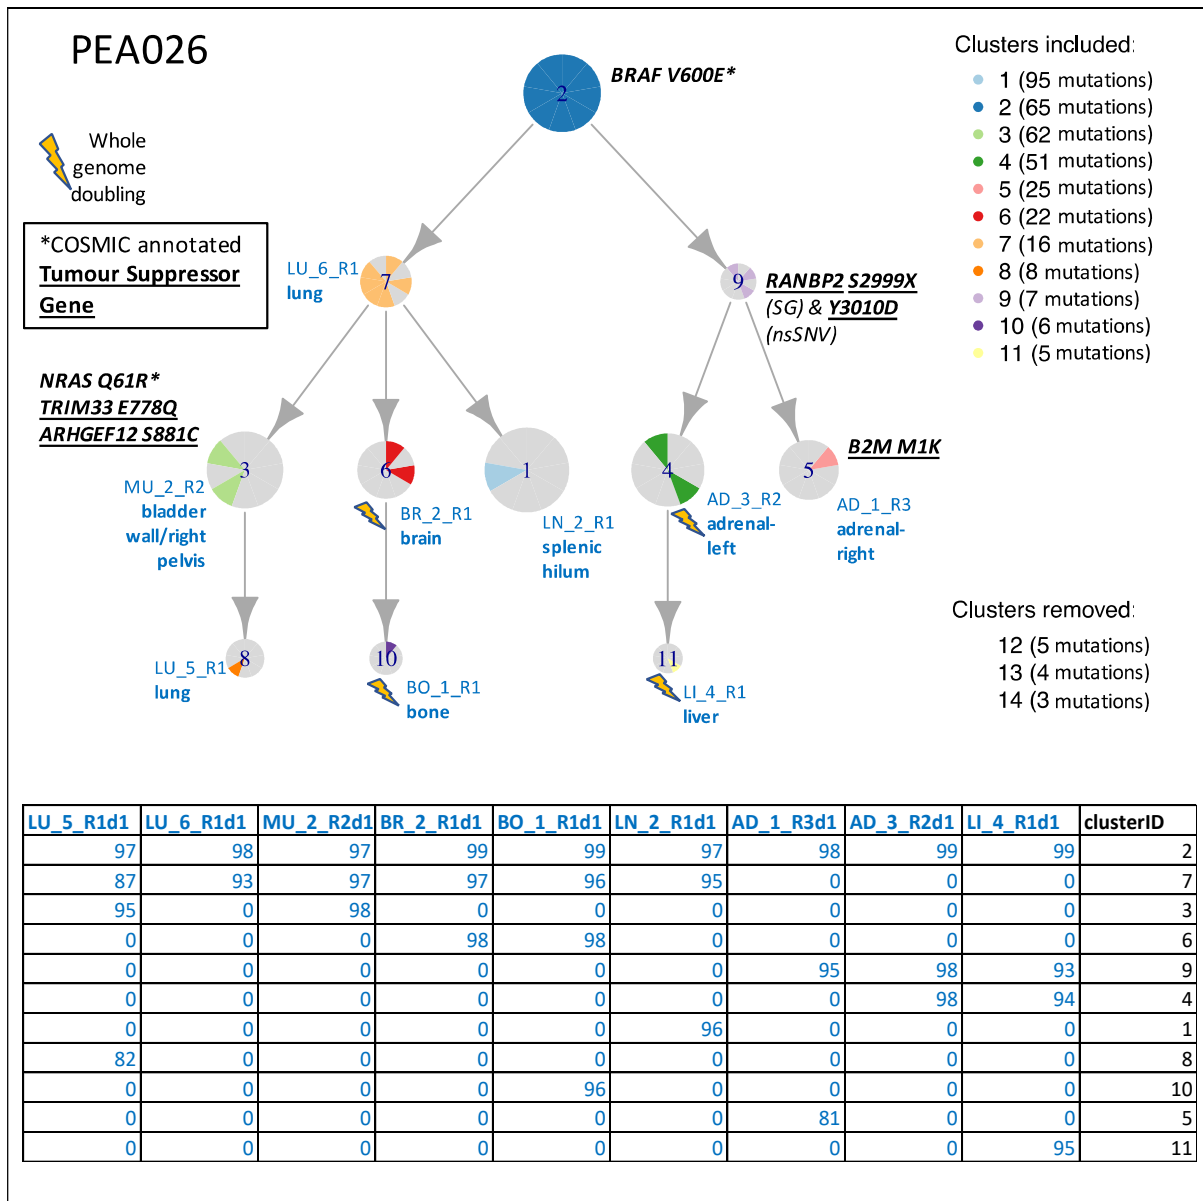 PEA026
BRAF V600E*
Whole
genome
doubling
*COSMIC annotated
Tumour Suppressor
Gene
Clusters included:
1 (95 mutations)
2 (65 mutations)
3 (62 mutations)
4 (51 mutations)
5 (25 mutations)
6 (22 mutations)
7 (16 mutations)
8 (8 mutations)
9 (7 mutations)
10 (6 mutations)
11 (5 mutations)
2
LU_6_R1
lung
7
9
RANBP2 S2999X
(SG) & Y3010D
(nsSNV)
NRAS Q61R*
TRIM33 E778Q
ARHGEF12 S881C
3
MU_2_R2
bladder
wall/right
pelvis
6
BR_2_R1
brain
1
LN_2_R1
splenic
hilum
4
AD_3_R2
adrenal-
left
5
B2M M1K
AD_1_R3
adrenal-
right
8
LU_5_R1
lung
10
BO_1_R1
bone
11
LI_4_R1
liver
Clusters removed:
12 (5 mutations)
13 (4 mutations)
14 (3 mutations)
LU_5_R1d1 LU_6_R1d1 MU_2_R2d1 BR_2_R1d1 BO_1_R1d1 LN_2_R1d1 AD_1_R3d1 AD_3_R2d1 LI_4_R1d1 clusterID
97 98 97 99 99 97 98 99 99 2
87 93 97 97 96 95 0 0 0 7
95 0 98 0 0 0 0 0 0 3
0 0 0 98 98 0 0 0 0 6
0 0 0 0 0 0 95 98 93 9
0 0 0 0 0 0 0 98 94 4
0 0 0 0 0 96 0 0 0 1
82 0 0 0 0 0 0 0 0 8
0 0 0 0 96 0 0 0 0 10
0 0 0 0 0 0 81 0 0 5
0 0 0 0 0 0 0 0 95 11